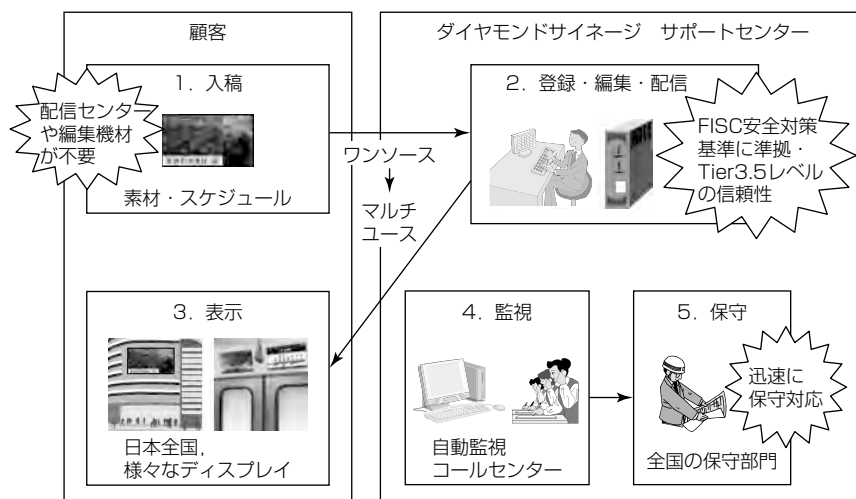 顧客
ダイヤモンドサイネージ　サポートセンター
1．入稿
配信センター
や編集機材
が不要
素材・スケジュール
ワンソース
マルチ
ユース
2．登録・編集・配信
FISC安全対策
基準に準拠・
Tier3.5レベル
の信頼性
3．表示
日本全国，
様々なディスプレイ
4．監視
自動監視
コールセンター
5．保守
迅速に
保守対応
全国の保守部門